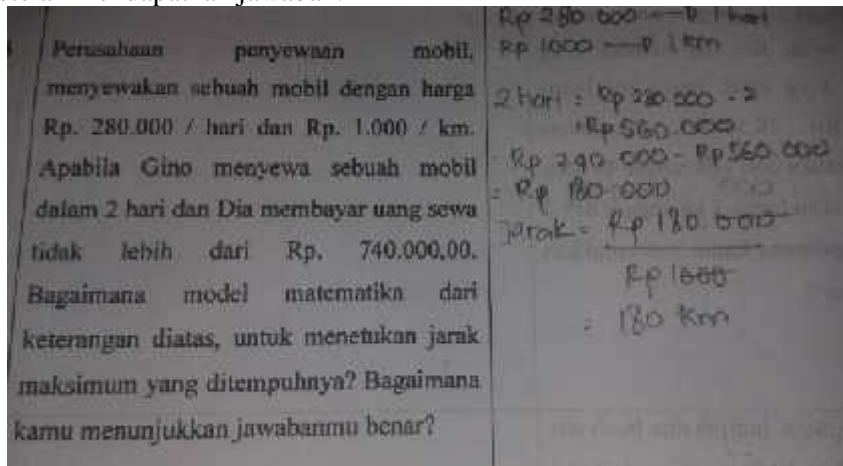 Perusahaan penyewaan mobil,
menyewakan sebuah mobil dengan harga
Rp. 280.000 / hari dan Rp. 1.000 / km.
Apabila Gino menyewa sebuah mobil
dalam 2 hari dan Dia membayar uang sewa
tidak lebih dari Rp. 740.000,00.
Bagaimana model matematika dari
keterangan diatas, untuk menetukan jarak
maksimum yang ditempuhnya? Bagaimana
kamu menunjukkan jawabanmu benar?
Rp 280.000 → 1 hari
Rp 1000 → 1 km
2 hari = Rp 280.000 . 2
= Rp 560.000
= Rp 740.000 - Rp 560.000
= Rp 180.000
Jarak = Rp 180.000
Rp 1000
= 180 km